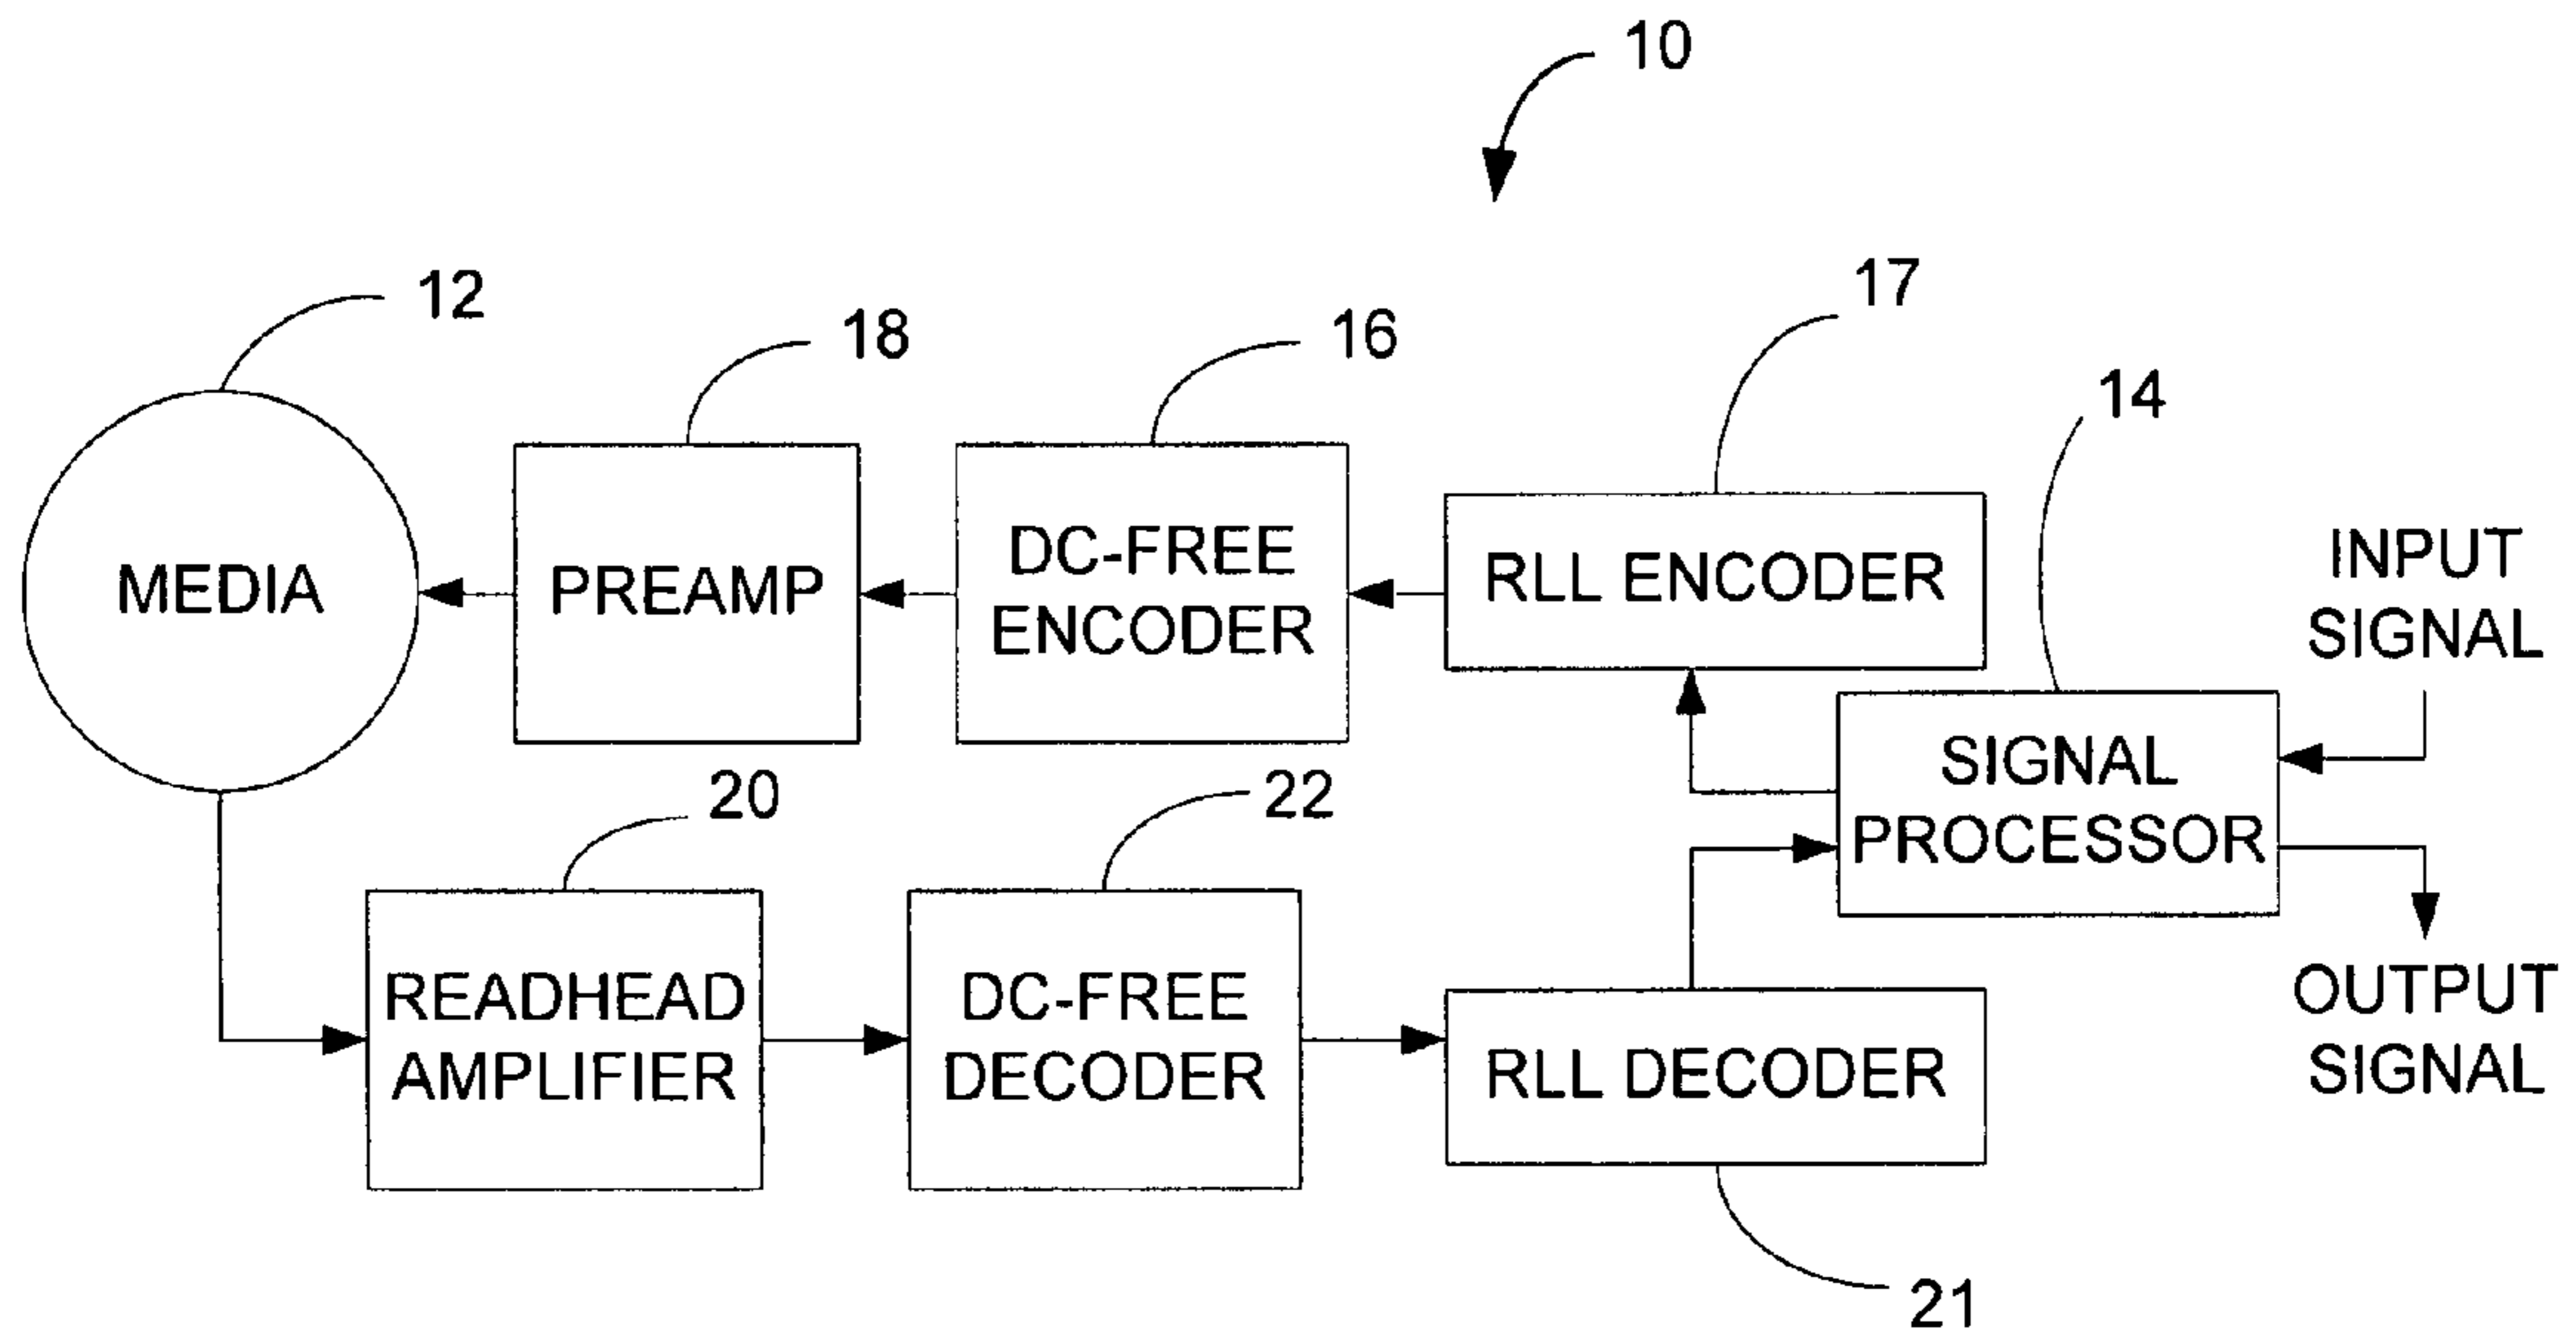 10
12
18
16
17
14
MEDIA
PREAMP
DC-FREE
ENCODER
RLL ENCODER
INPUT
SIGNAL
SIGNAL
PROCESSOR
20
22
READHEAD
AMPLIFIER
DC-FREE
DECODER
RLL DECODER
OUTPUT
SIGNAL
21